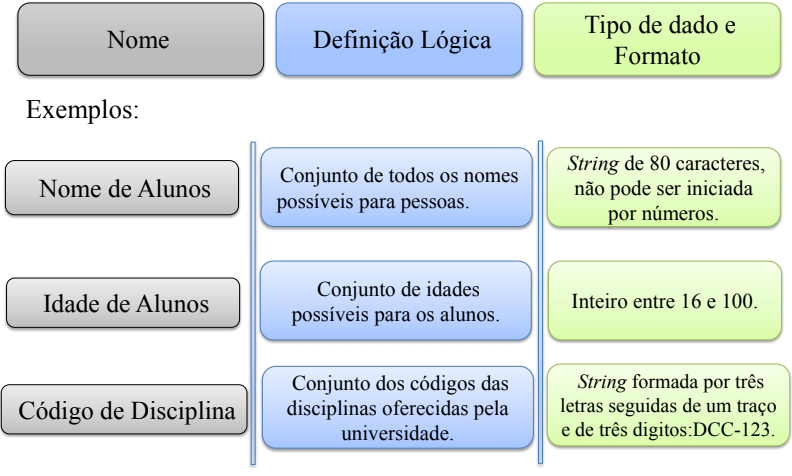 Nome
Definição Lógica
Tipo de dado e
Formato
Exemplos:
Nome de Alunos
Conjunto de todos os nomes
possíveis para pessoas.
String de 80 caracteres,
não pode ser iniciada
por números.
Idade de Alunos
Conjunto de idades
possíveis para os alunos.
Inteiro entre 16 e 100.
Código de Disciplina
Conjunto dos códigos das
disciplinas oferecidas pela
universidade.
String formada por três
letras seguidas de um traço
e de três digitos:DCC-123.